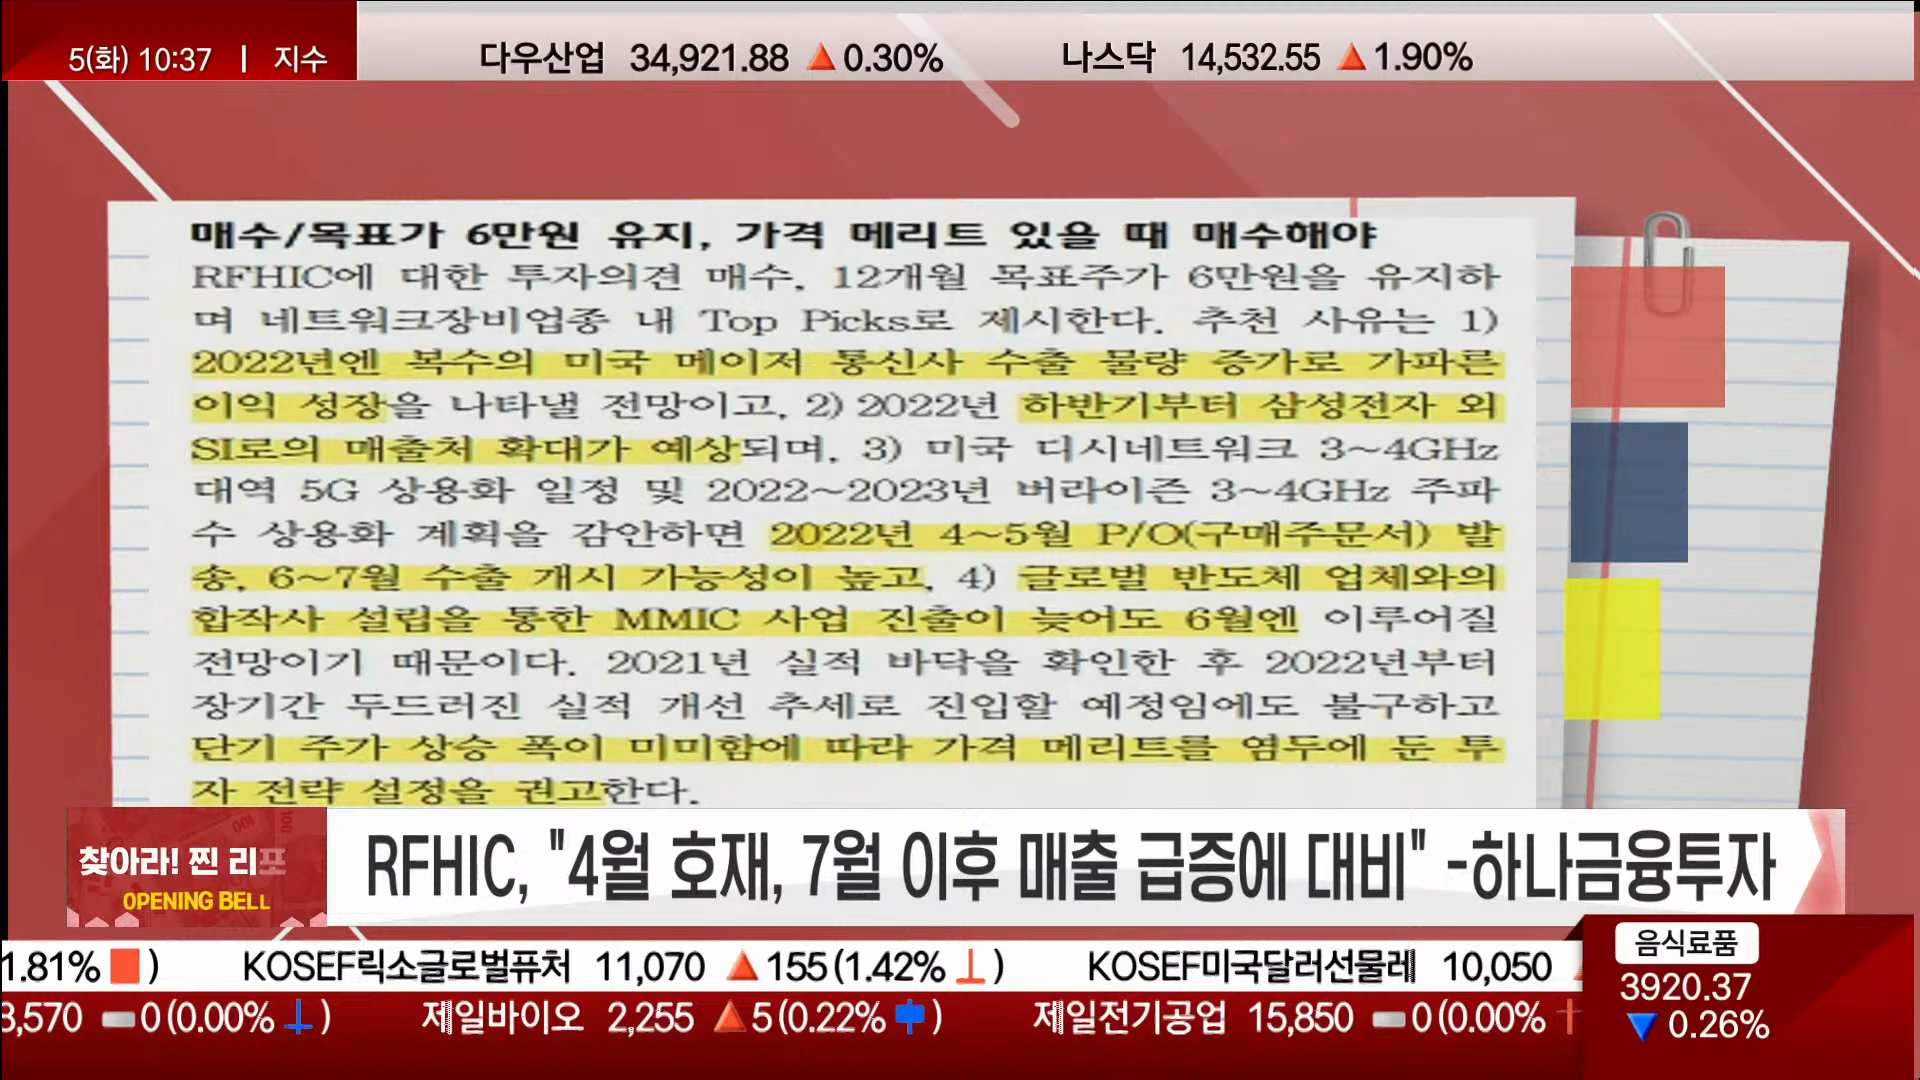 5(화) 10:37 | 지수
다우산업 34,921.88 ▲0.30% 나스닥 14,532.55 ▲1.90%
매수/목표가 6만원 유지, 가격 메리트 있을 때 매수해야
RFHIC에 대한 투자의견 매수, 12개월 목표주가 6만원을 유지하
며 네트워크장비업종 내 Top Picks로 제시한다. 추천 사유는 1)
2022년엔 복수의 미국 메이저 통신사 수출 물량 증가로 가파른
이익 성장을 나타낼 전망이고, 2) 2022년 하반기부터 삼성전자 외
SI로의 매출처 확대가 예상되며, 3) 미국 디시네트워크 3~4GHz
대역 5G 상용화 일정 및 2022~2023년 버라이즌 3~4GHz 주파
수 상용화 계획을 감안하면 2022년 4~5월 P/O(구매주문서) 발
송, 6~7월 수출 개시 가능성이 높고, 4) 글로벌 반도체 업체와의
합작사 설립을 통한 MMIC 사업 진출이 늦어도 6월엔 이루어질
전망이기 때문이다. 2021년 실적 바닥을 확인한 후 2022년부터
장기간 두드러진 실적 개선 추세로 진입할 예정임에도 불구하고
단기 주가 상승 폭이 미미함에 따라 가격 메리트를 염두에 둔 투
자 전략 설정을 권고한다.
찾아라! 찐 리포
OPENING BELL
RFHIC, "4월 호재, 7월 이후 매출 급증에 대비" -하나금융투자
1.81% ) KOSEF릭소글로벌퓨처 11,070 ▲155(1.42% ) KOSEF미국달러선물레 10,050
3,570 0(0.00% ) 제일바이오 2,255 ▲5(0.22% ) 제일전기공업 15,850 0(0.00%
음식료품
3920.37
▼0.26%